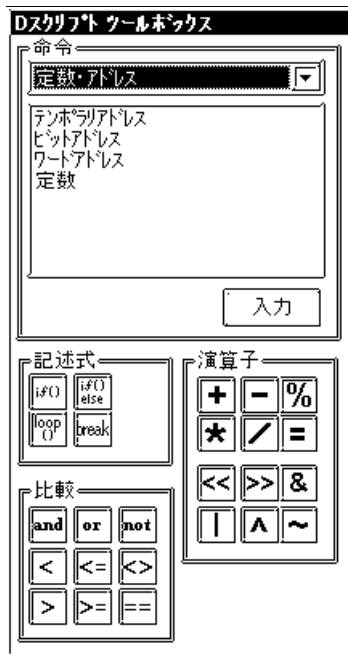 Dスクリプト ツールボックス
命令
定数・アドレス
テンポラリアドレス
ビットアドレス
ワードアドレス
定数
入力
記述式
if()
if()
else
loop
()
break
演算子
+ - %
* / =
<< >> &
| ^ ~
比較
and or not
< <= <>
> >= ==